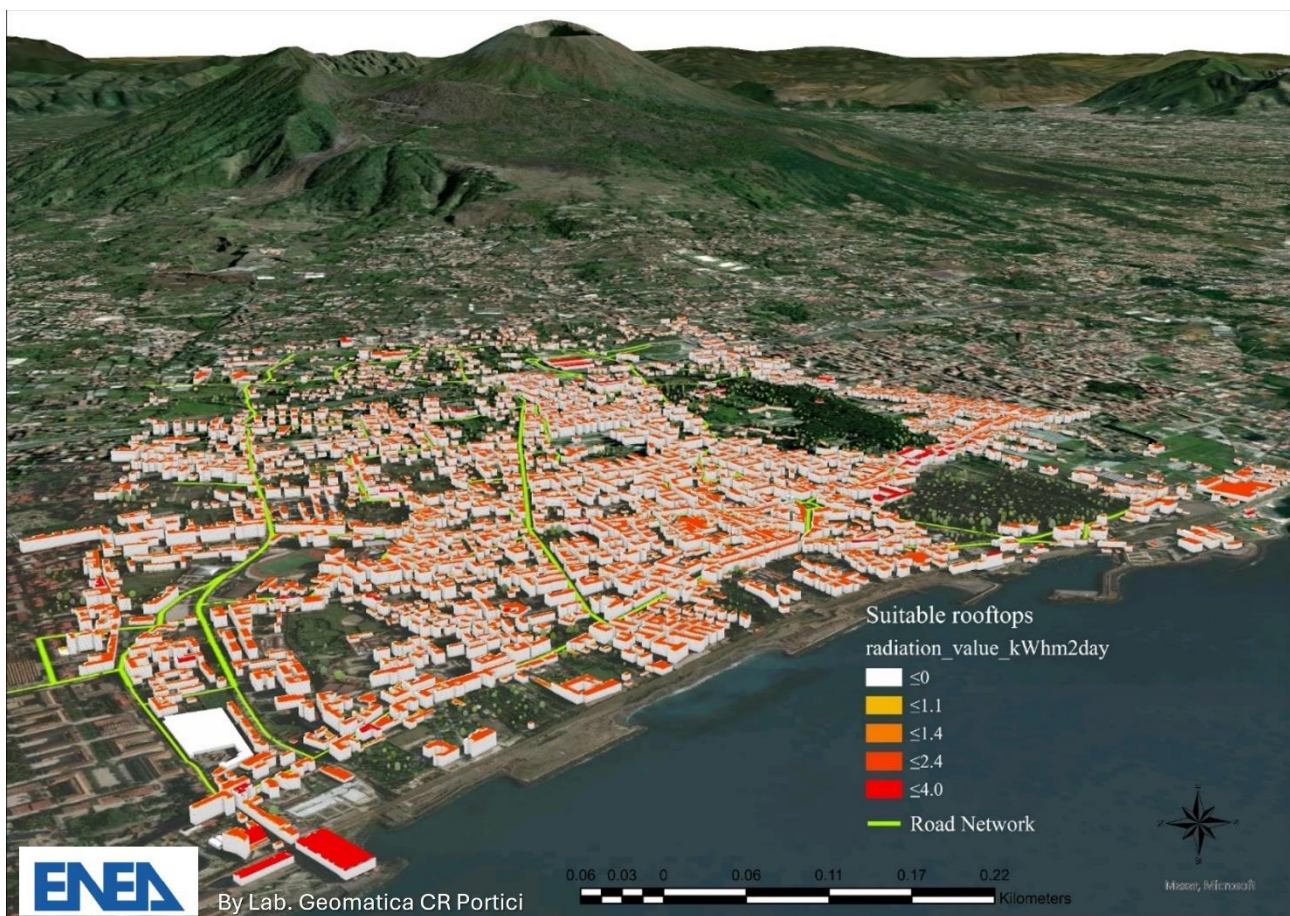 Suitable rooftops
radiation_value_kWhm2day
≤0
≤1.1
≤1.4
≤2.4
≤4.0
Road Network
ENEA
By Lab. Geomatica CR Portici
0.06 0.03 0 0.06 0.11 0.17 0.22
Kilometers
Maxar, Microsoft